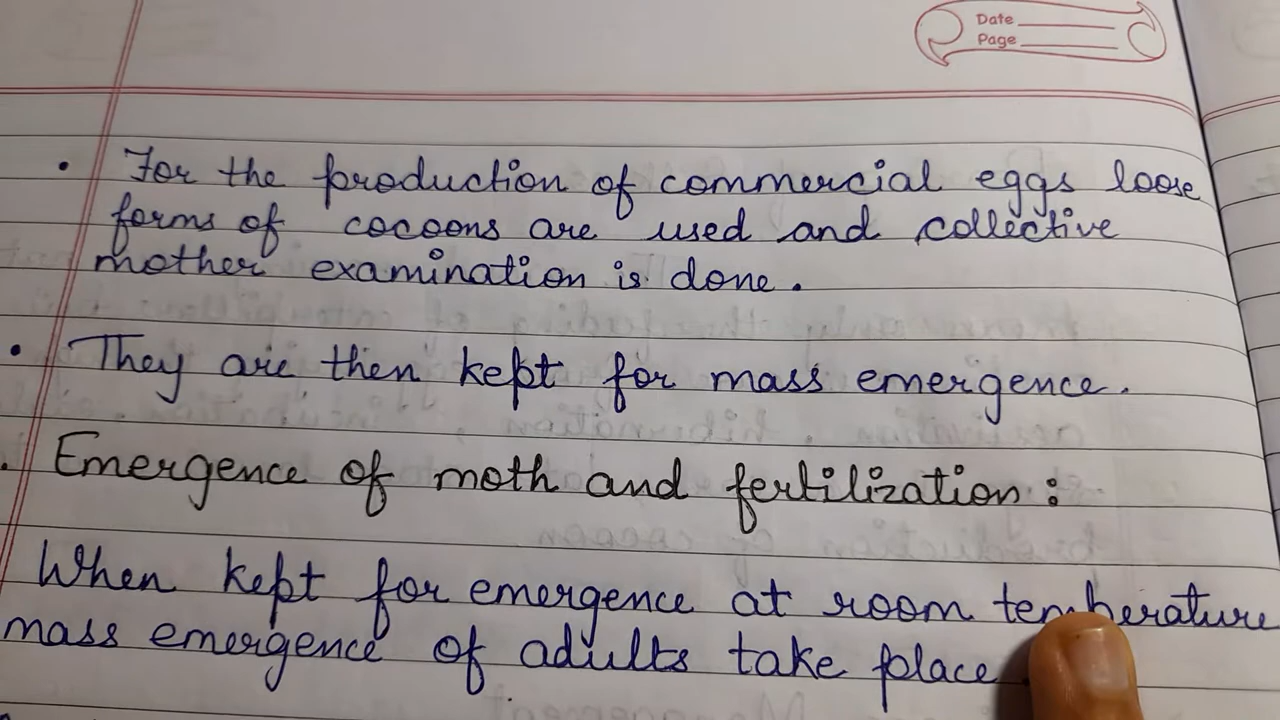 Date
Page
• For the production of commercial eggs loose
forms of cocoons are used and collective
mother examination is done.
• They are then kept for mass emergence.
. Emergence of moth and fertilization :
When kept for emergence at room temperature
mass emergence of adults take place